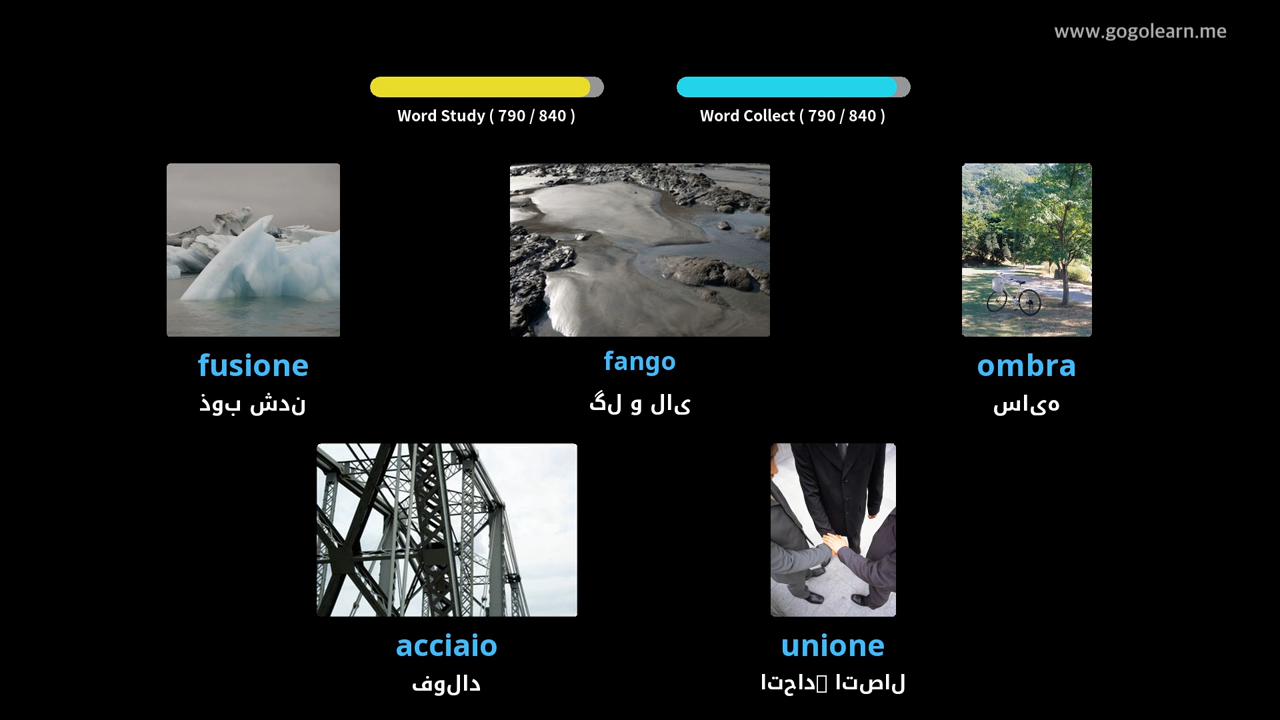 www.gogolearn.me
Word Study ( 790 / 840 )
Word Collect ( 790 / 840 )
fusione
ندش بوذ
fango
یال و لگ
ombra
هیاس
acciaio
دالوف
unione
لاصتا ▯داحتا